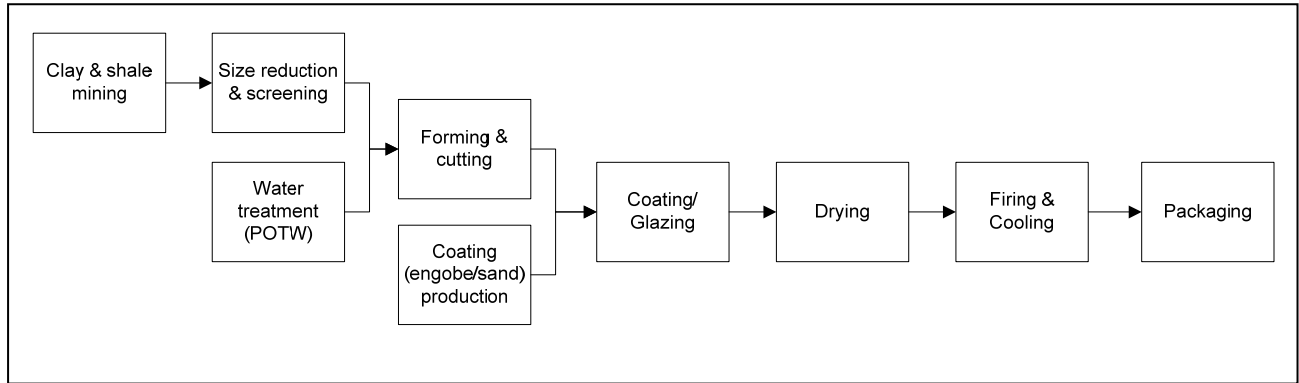 Clay & shale
mining
Size reduction
& screening
Water
treatment
(POTW)
Forming &
cutting
Coating
(engobe/sand)
production
Coating/
Glazing
Drying
Firing &
Cooling
Packaging